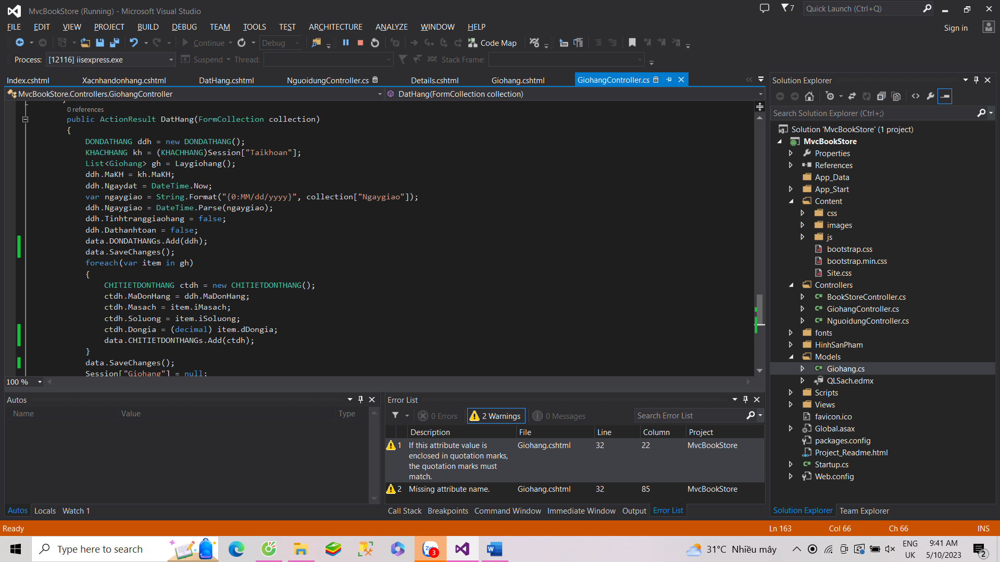 MvcBookStore (Running) - Microsoft Visual Studio
7
Quick Launch (Ctrl+Q)
FILE EDIT VIEW PROJECT BUILD DEBUG TEAM TOOLS TEST ARCHITECTURE ANALYZE WINDOW HELP
Sign in
Continue Debug Code Map
Process: [12116] iisexpress.exe Suspend Thread: Stack Frame:
Index.cshtml Xacnhandonhang.cshtml DatHang.cshtml NguoidungController.cs Details.cshtml Giohang.cshtml GiohangController.cs
MvcBookStore.Controllers.GiohangController DatHang(FormCollection collection)
0 references
public ActionResult DatHang(FormCollection collection)
{
DONDATHANG ddh = new DONDATHANG();
KHACHHANG kh = (KHACHHANG)Session["Taikhoan"];
List<Giohang> gh = Laygiohang();
ddh.MaKH = kh.MaKH;
ddh.Ngaydat = DateTime.Now;
var ngaygiao = String.Format("{0:MM/dd/yyyy}", collection["Ngaygiao"]);
ddh.Ngaygiao = DateTime.Parse(ngaygiao);
ddh.Tinhtranggiaohang = false;
ddh.Dathanhtoan = false;
data.DONDATHANGs.Add(ddh);
data.SaveChanges();
foreach(var item in gh)
{
CHITIETDONTHANG ctdh = new CHITIETDONTHANG();
ctdh.MaDonHang = ddh.MaDonHang;
ctdh.Masach = item.iMasach;
ctdh.Soluong = item.iSoluong;
ctdh.Dongia = (decimal) item.dDongia;
data.CHITIETDONTHANGs.Add(ctdh);
}
data.SaveChanges();
Session["Giohang"] = null;
100 %
Autos
Name Value Type
Autos Locals Watch 1
Error List
0 Errors 2 Warnings 0 Messages Search Error List
Description File Line Column Project
1 If this attribute value is Giohang.cshtml 32 22 MvcBookStore
enclosed in quotation marks,
the quotation marks must
match.
2 Missing attribute name. Giohang.cshtml 32 85 MvcBookStore
Call Stack Breakpoints Command Window Immediate Window Output Error List
Solution Explorer
Search Solution Explorer (Ctrl+;)
Solution 'MvcBookStore' (1 project)
MvcBookStore
Properties
References
App_Data
App_Start
Content
css
images
js
bootstrap.css
bootstrap.min.css
Site.css
Controllers
C# BookStoreController.cs
C# GiohangController.cs
C# NguoidungController.cs
fonts
HinhSanPham
Models
C# Giohang.cs
QLSach.edmx
Scripts
Views
favicon.ico
Global.asax
packages.config
Project_Readme.html
C# Startup.cs
Web.config
Solution Explorer Team Explorer
Ready Ln 163 Col 66 Ch 66 INS
Type here to search
Zalo 3
W
31°C Nhiều mây
ENG
UK
9:41 AM
5/10/2023
2